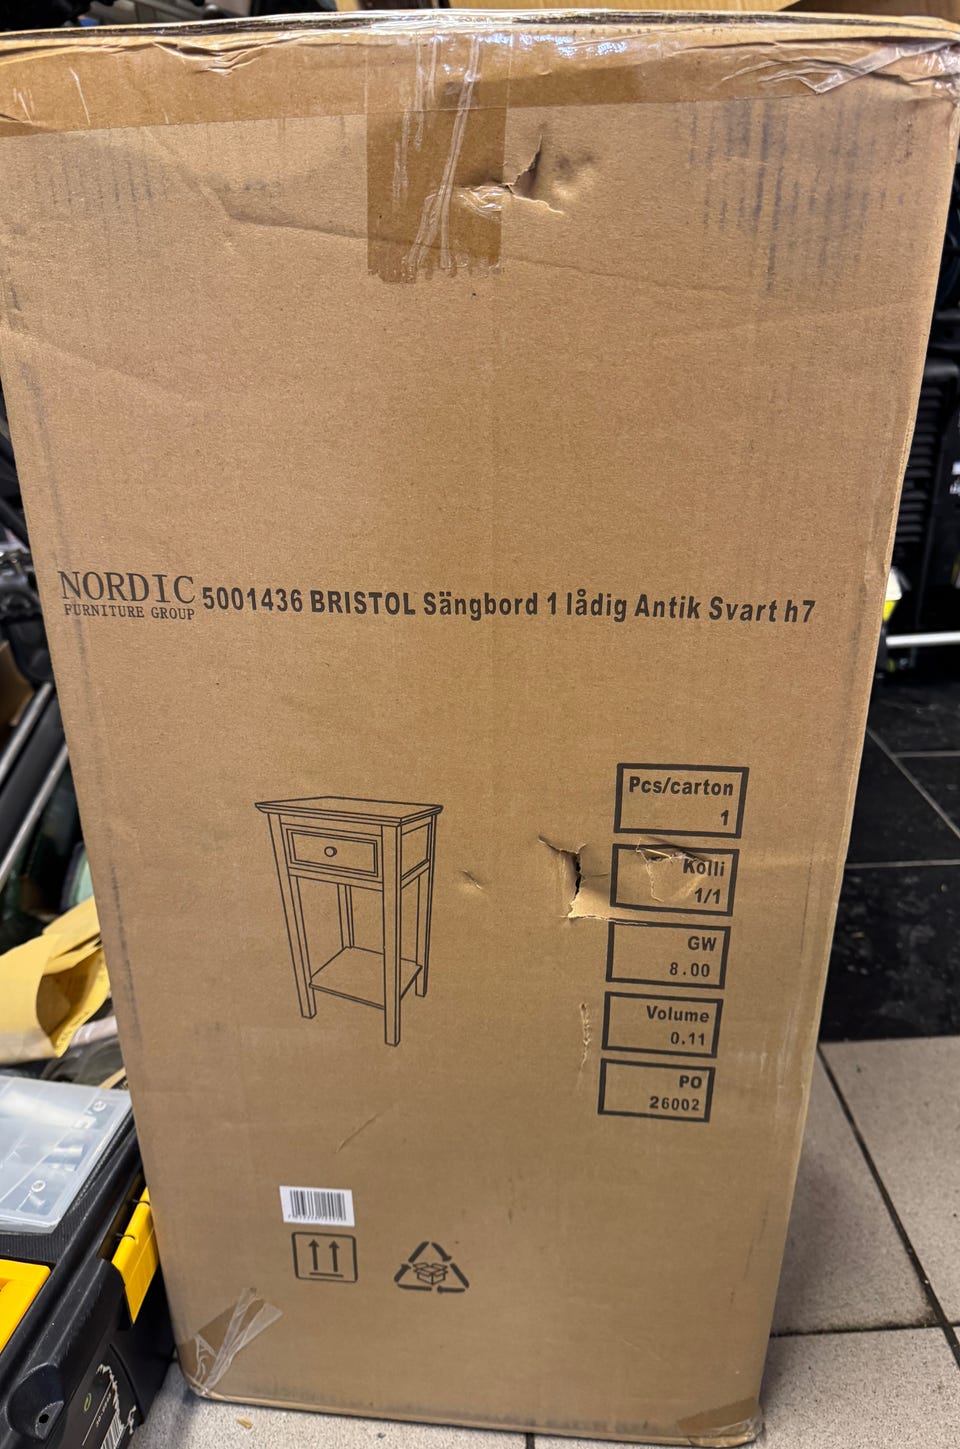 NORDIC
FURNITURE GROUP
5001436 BRISTOL Sängbord 1 lådig Antik Svart h7
Pcs/carton
1
Kolli
1/1
GW
8.00
Volume
0.11
PO
26002